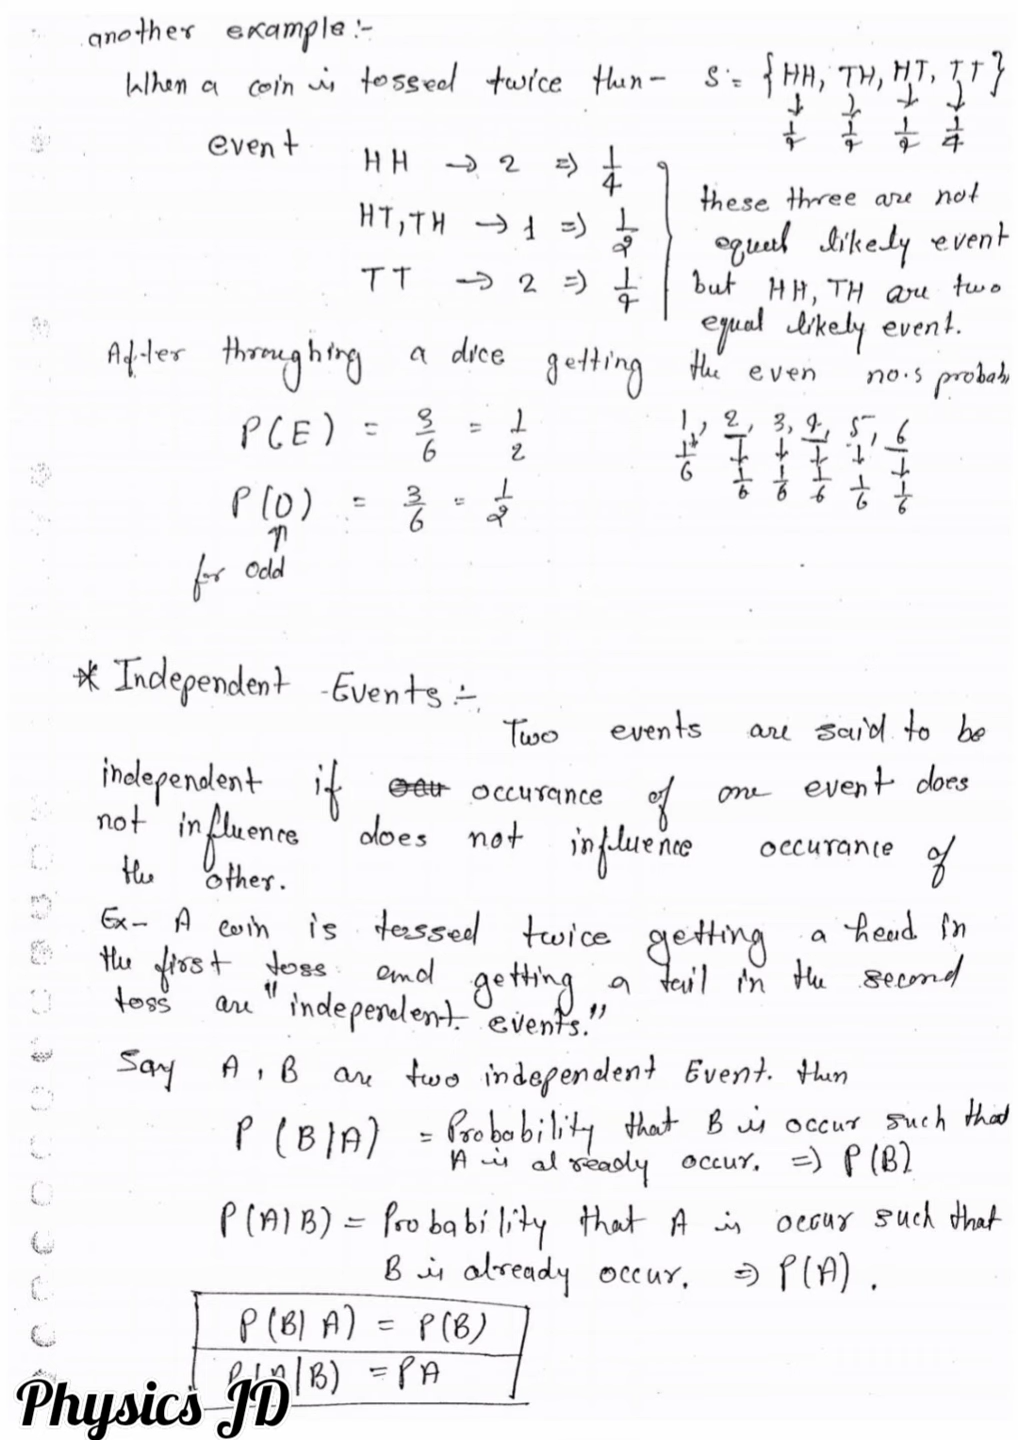 another example:-
When a coin is tossed twice then- S = {HH, TH, HT, TT}
↓ ↓ ↓ ↓
1/4 1/4 1/4 1/4
event
HH → 2 => 1/4
HT, TH → 1 => 1/2
TT → 2 => 1/4
these three are not
equal likely event
but HH, TH are two
equal likely event.
After throughing a dice getting the even no.s probab
P(E) = 3/6 = 1/2
1, 2, 3, 4, 5, 6
↓ ↓ ↓ ↓ ↓ ↓
1/6 1/6 1/6 1/6 1/6 1/6
P(O) = 3/6 = 1/2
↑
for odd
* Independent Events:-
Two events are said to be
independent if occurance of one event does
not influence does not influence occurance of
the other.
Ex- A coin is tossed twice getting a head in
the first toss and getting a tail in the second
toss are "independent events."
Say A, B are two independent Event. then
P(B|A) = Probability that B is occur such that
A is already occur. => P(B)
P(A|B) = Probability that A is occur such that
B is already occur. => P(A).
P(B|A) = P(B)
P(A|B) = PA
Physics JD